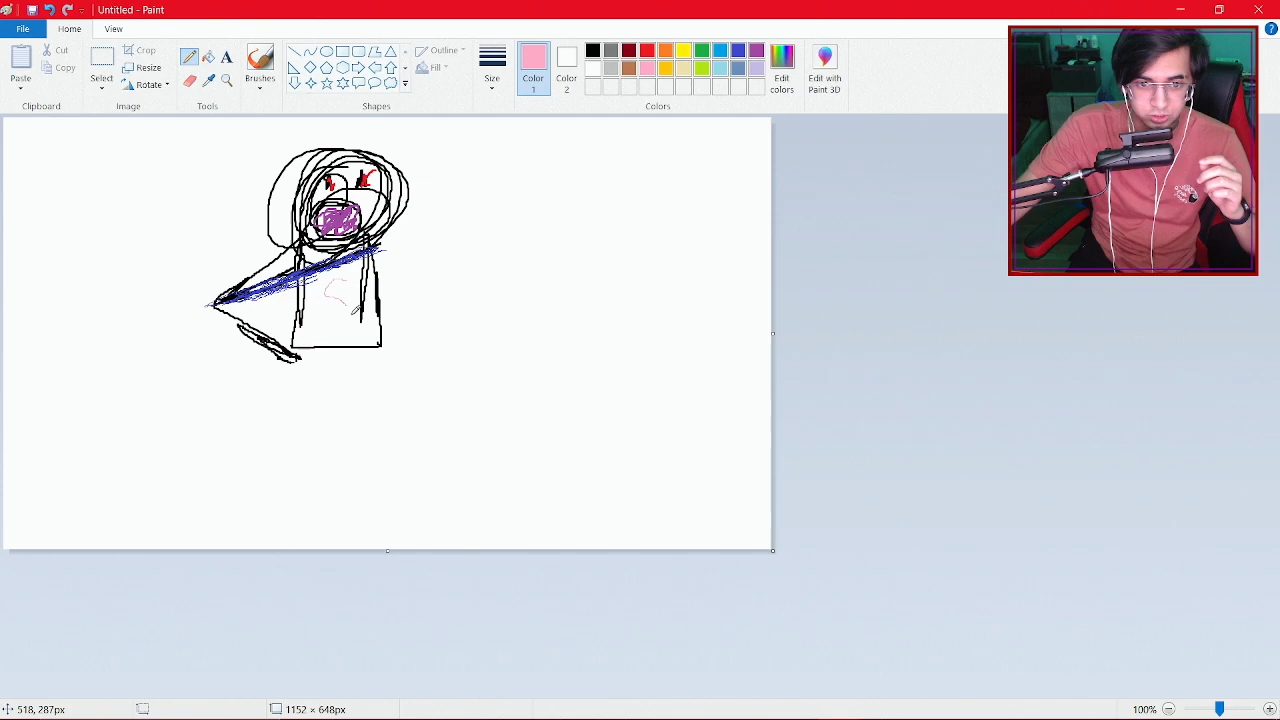 Untitled - Paint
File Home View
Cut
Copy
Crop
Resize
Rotate
Select
Brushes
Outline
Fill
Size
Color 1
Color 2
Edit colors
Edit with Paint 3D
Clipboard Image Tools Shapes Colors
518, 287px
1152 × 648px
100%